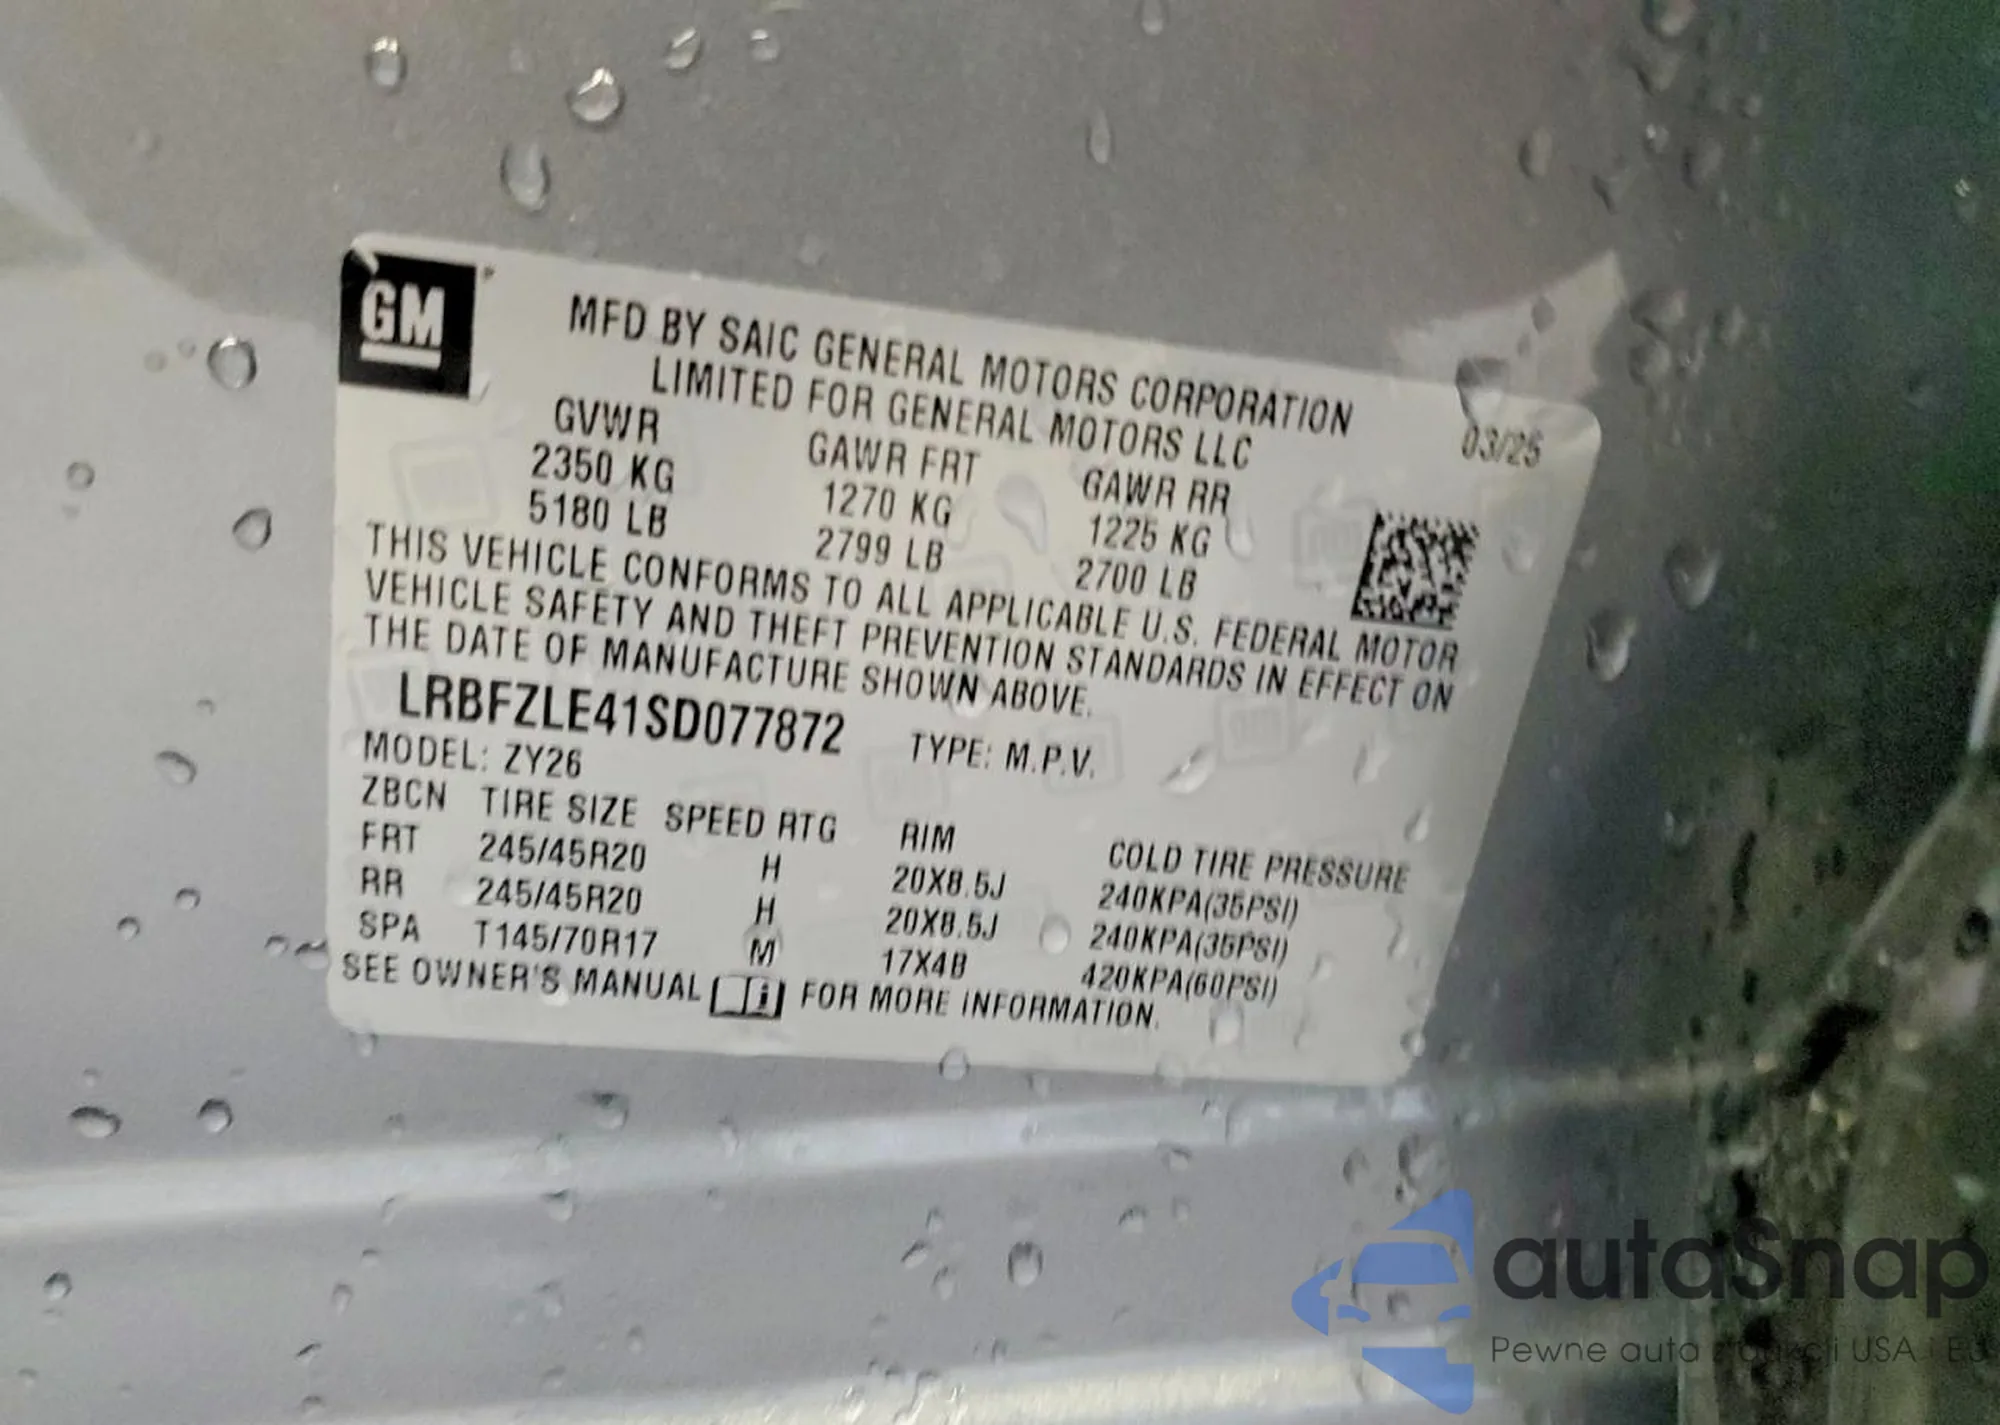 GM
MFD BY SAIC GENERAL MOTORS CORPORATION
LIMITED FOR GENERAL MOTORS LLC
03/25
GVWR GAWR FRT GAWR RR
2350 KG 1270 KG 1225 KG
5180 LB 2799 LB 2700 LB
THIS VEHICLE CONFORMS TO ALL APPLICABLE U.S. FEDERAL MOTOR
VEHICLE SAFETY AND THEFT PREVENTION STANDARDS IN EFFECT ON
THE DATE OF MANUFACTURE SHOWN ABOVE.
LRBFZLE41SD077872 TYPE: M.P.V.
MODEL: ZY26
ZBCN TIRE SIZE SPEED RTG RIM COLD TIRE PRESSURE
FRT 245/45R20 H 20X8.5J 240KPA(35PSI)
RR 245/45R20 H 20X8.5J 240KPA(35PSI)
SPA T145/70R17 M 17X4B 420KPA(60PSI)
SEE OWNER'S MANUAL i FOR MORE INFORMATION.
autaSnap
Pewne auta z aukcji USA i EU